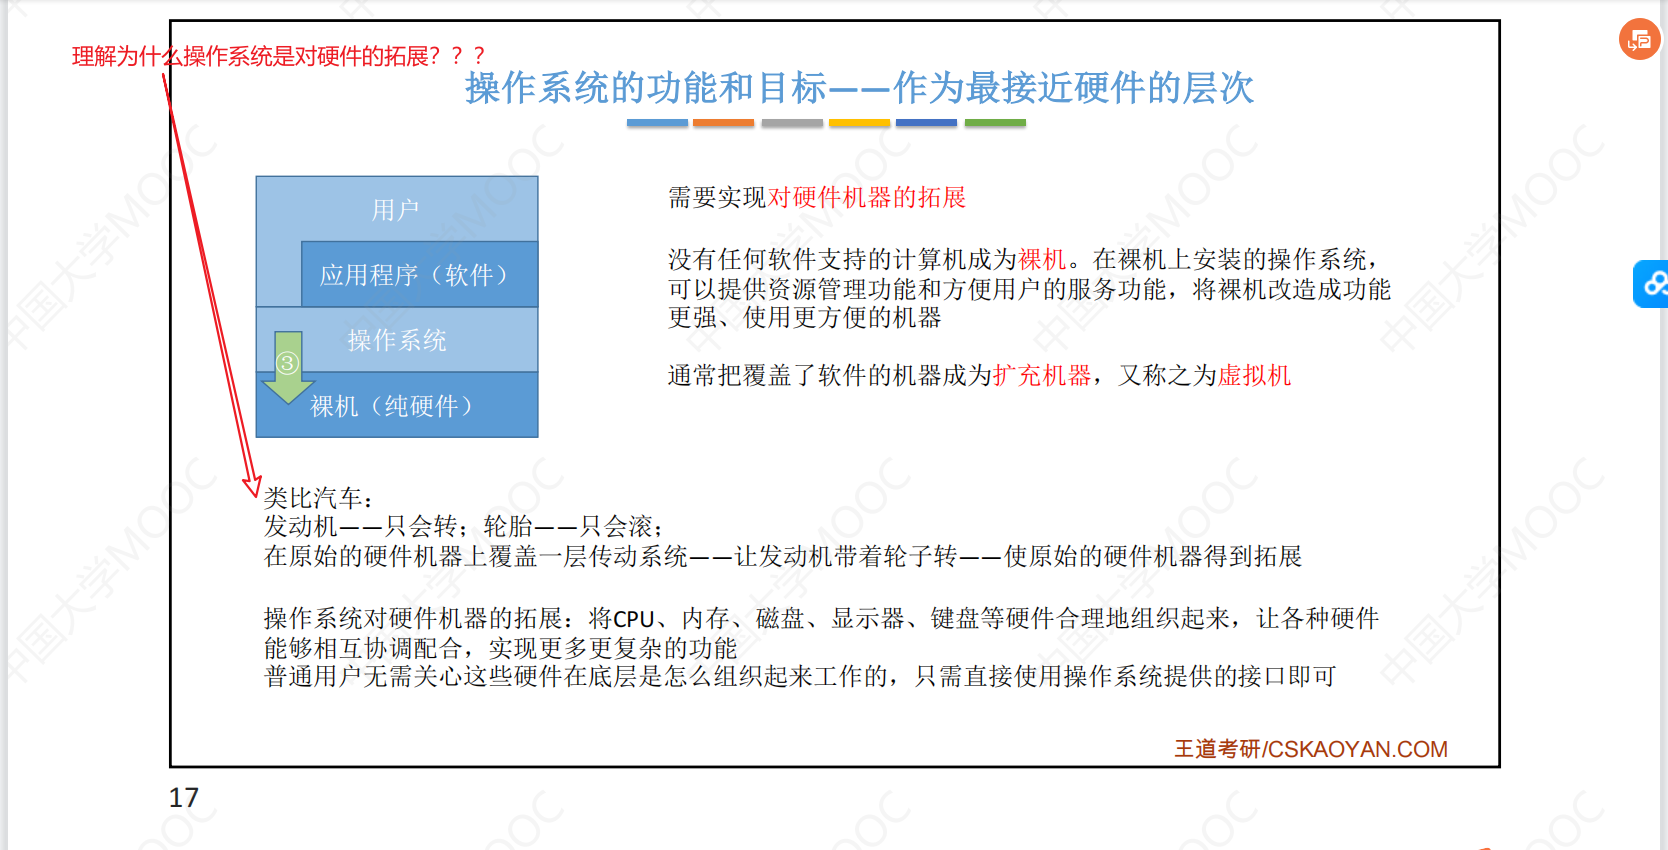 理解为什么操作系统是对硬件的拓展？？？
操作系统的功能和目标——作为最接近硬件的层次
用户
应用程序（软件）
操作系统
③
裸机（纯硬件）
需要实现对硬件机器的拓展
没有任何软件支持的计算机成为裸机。在裸机上安装的操作系统，
可以提供资源管理功能和方便用户的服务功能，将裸机改造成功能
更强、使用更方便的机器
通常把覆盖了软件的机器成为扩充机器，又称之为虚拟机
类比汽车：
发动机——只会转；轮胎——只会滚；
在原始的硬件机器上覆盖一层传动系统——让发动机带着轮子转——使原始的硬件机器得到拓展
操作系统对硬件机器的拓展：将CPU、内存、磁盘、显示器、键盘等硬件合理地组织起来，让各种硬件
能够相互协调配合，实现更多更复杂的功能
普通用户无需关心这些硬件在底层是怎么组织起来工作的，只需直接使用操作系统提供的接口即可
王道考研/CSKAOYAN.COM
17
中国大学MOOC